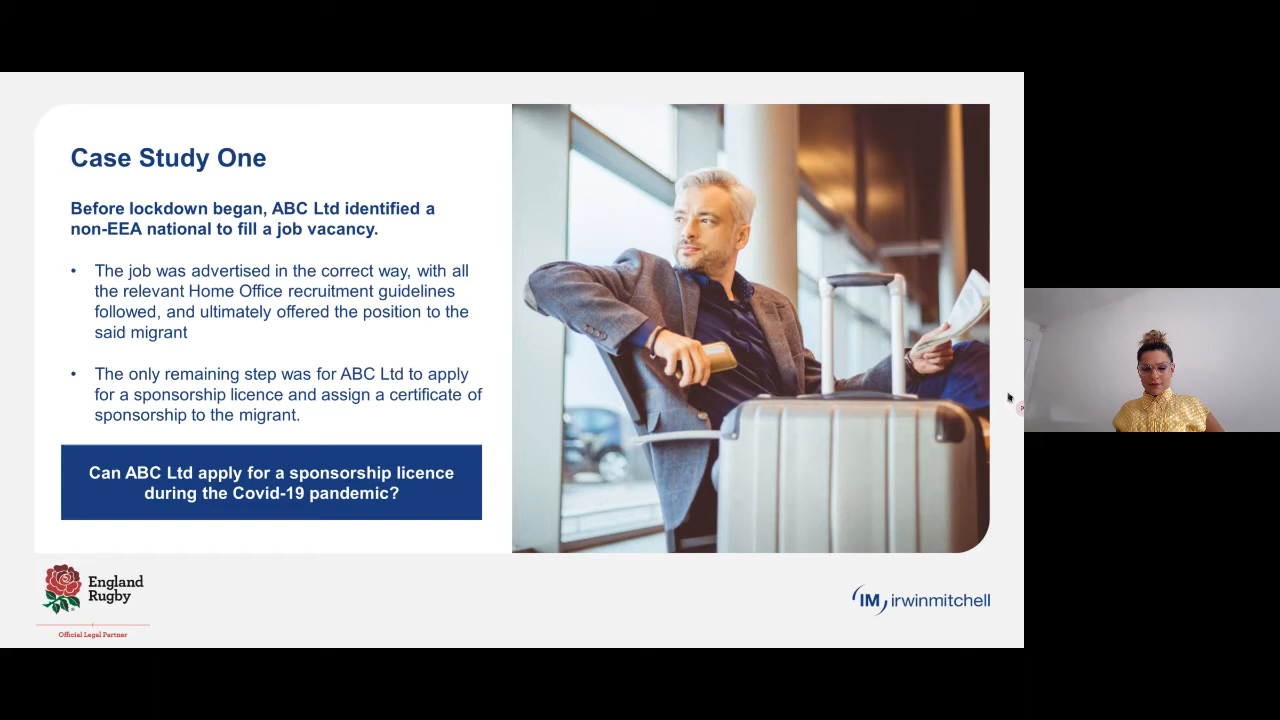 Case Study One
Before lockdown began, ABC Ltd identified a
non-EEA national to fill a job vacancy.
• The job was advertised in the correct way, with all
the relevant Home Office recruitment guidelines
followed, and ultimately offered the position to the
said migrant
• The only remaining step was for ABC Ltd to apply
for a sponsorship licence and assign a certificate of
sponsorship to the migrant.
Can ABC Ltd apply for a sponsorship licence
during the Covid-19 pandemic?
England
Rugby
Official Legal Partner
IM irwinmitchell